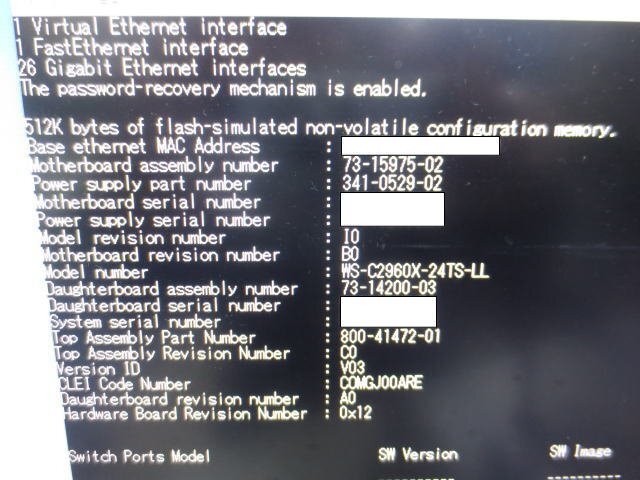 1 Virtual Ethernet interface
1 FastEthernet interface
26 Gigabit Ethernet interfaces
The password-recovery mechanism is enabled.
512K bytes of flash-simulated non-volatile configuration memory.
Base ethernet MAC Address :
Motherboard assembly number : 73-15975-02
Power supply part number : 341-0529-02
Motherboard serial number :
Power supply serial number :
Model revision number : I0
Motherboard revision number : B0
Model number : WS-C2960X-24TS-LL
Daughterboard assembly number : 73-14200-03
Daughterboard serial number :
System serial number :
Top Assembly Part Number : 800-41472-01
Top Assembly Revision Number : C0
Version ID : V03
CLEI Code Number : COMGJ00ARE
Daughterboard revision number : A0
Hardware Board Revision Number : 0x12
Switch Ports Model SW Version SW Image
---------- ----------